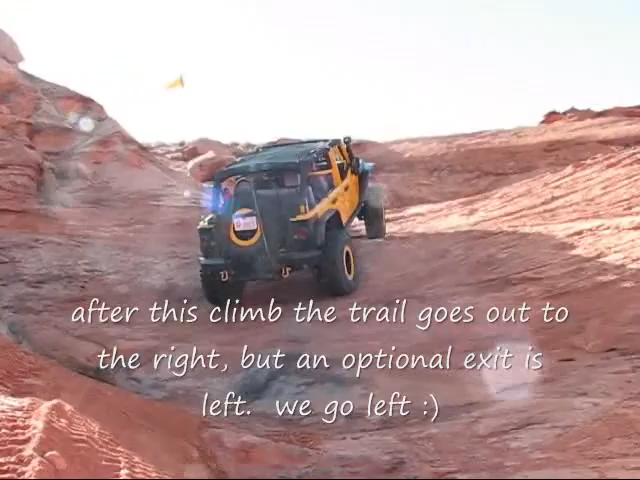 after this climb the trail goes out to
the right, but an optional exit is
left. we go left :)